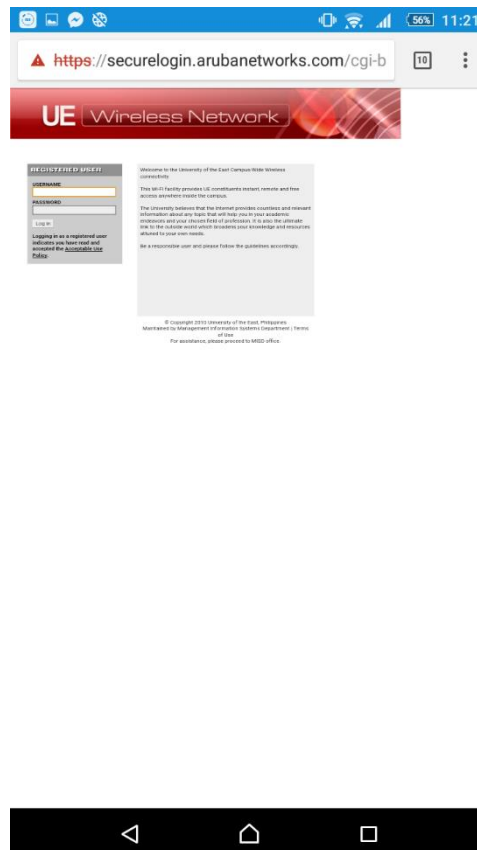 56% 11:21
https://securelogin.arubanetworks.com/cgi-b
10
UE Wireless Network
REGISTERED USER
USERNAME
PASSWORD
Log In
Logging in as a registered user
indicates you have read and
accepted the Acceptable Use
Policy.
Welcome to the University of the East Campus-Wide Wireless
connectivity.
This Wi-Fi facility provides UE constituents instant, remote and free
access anywhere inside the campus.
The University believes that the Internet provides countless and relevant
information about any topic that will help you in your academic
endeavors and your chosen field of profession. It is also the ultimate
link to the outside world which broadens your knowledge and resources
attuned to your own needs.
Be a responsible user and please follow the guidelines accordingly.
© Copyright 2010 University of the East, Philippines
Maintained by Management Information Systems Department | Terms
of Use
For assistance, please proceed to office.